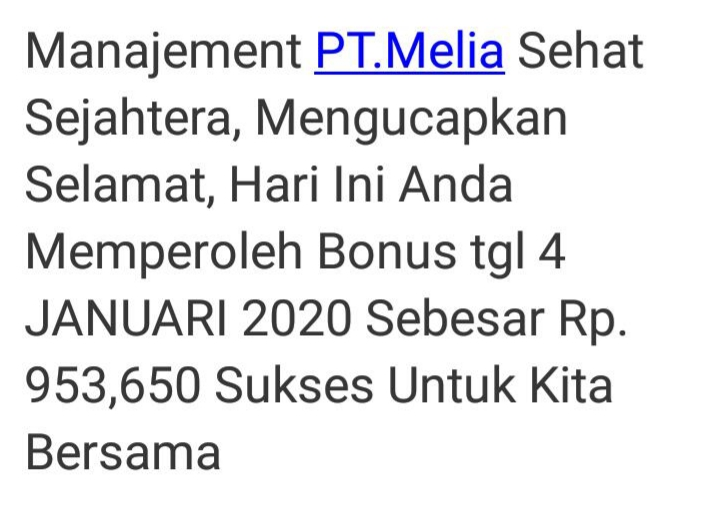 Manajement PT.Melia Sehat
Sejahtera, Mengucapkan
Selamat, Hari Ini Anda
Memperoleh Bonus tgl 4
JANUARI 2020 Sebesar Rp.
953,650 Sukses Untuk Kita
Bersama